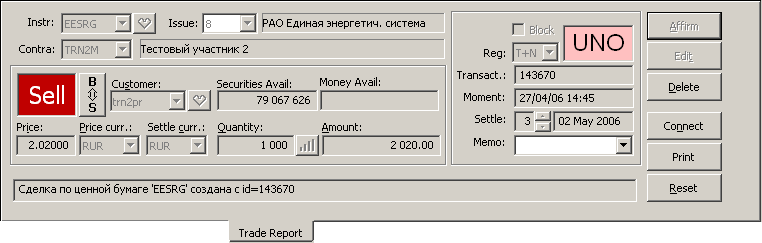 Instr: EESRG Issue: 8 РАО Единая энергетич. система
Contra: TRN2M Тестовый участник 2
Block
Reg: T+N UNO
Transact.: 143670
Moment: 27/04/06 14:45
Settle: 3 02 May 2006
Memo:
Sell B S Customer: trn2pr Securities Avail: 79 067 626 Money Avail:
Price: Price curr.: Settle curr.: Quantity: Amount:
2.02000 RUR RUR 1 000 2 020.00
Сделка по ценной бумаге 'EESRG' создана с id=143670
Affirm
Edit
Delete
Connect
Print
Reset
Trade Report